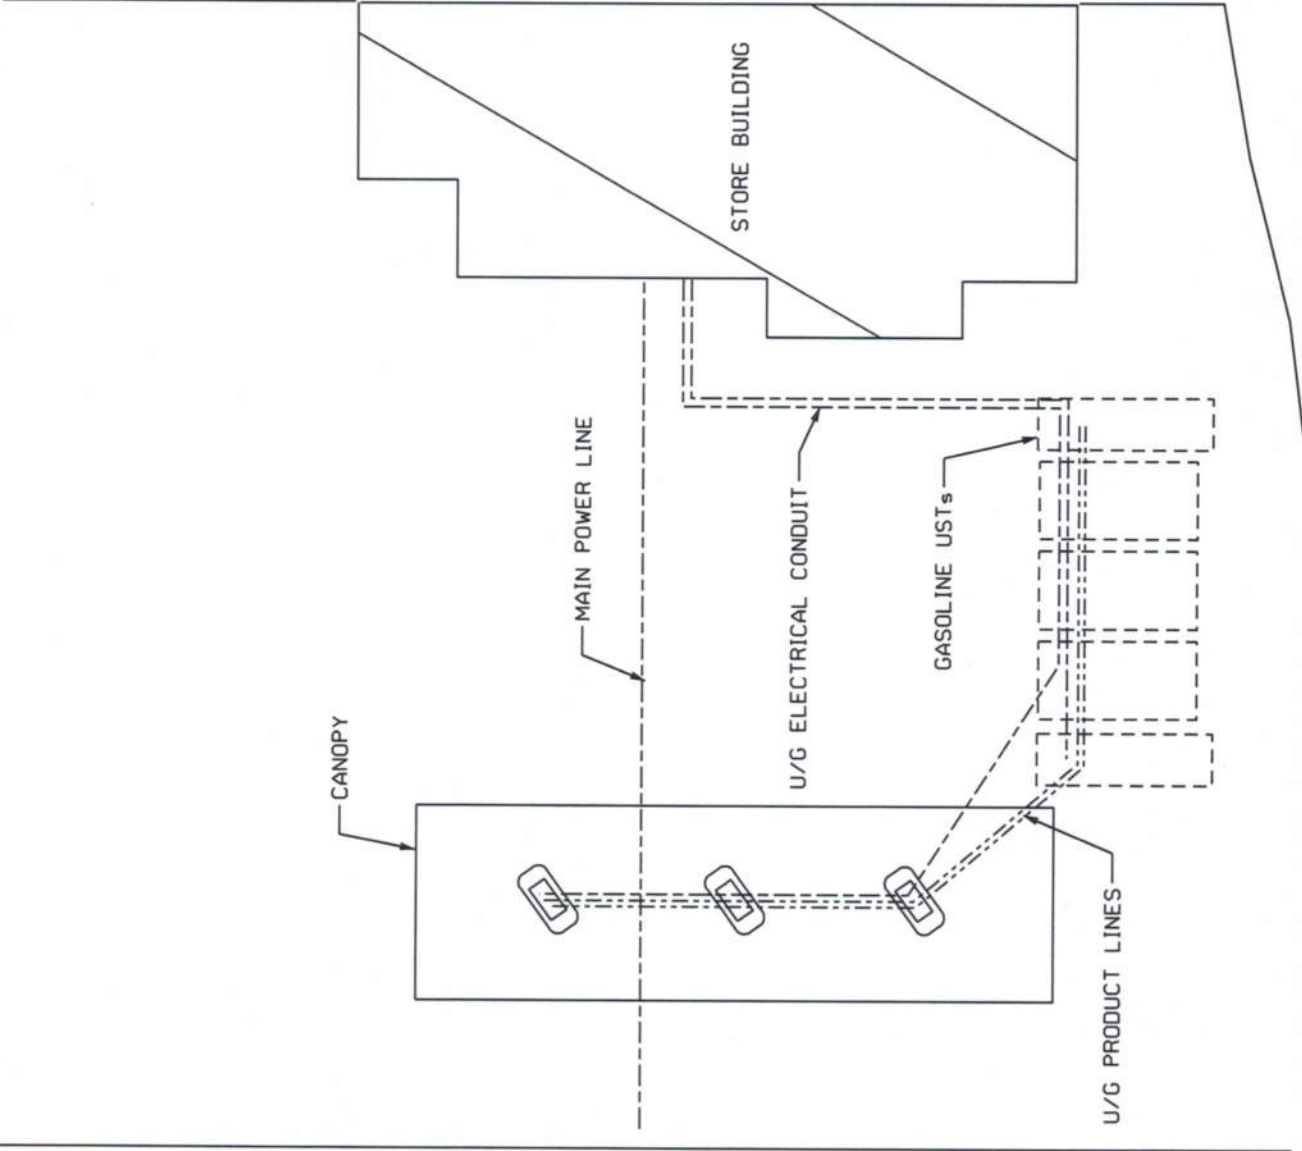 STORE BUILDING
MAIN POWER LINE
U/G ELECTRICAL CONDUIT
GASOLINE USTs
CANOPY
U/G PRODUCT LINES